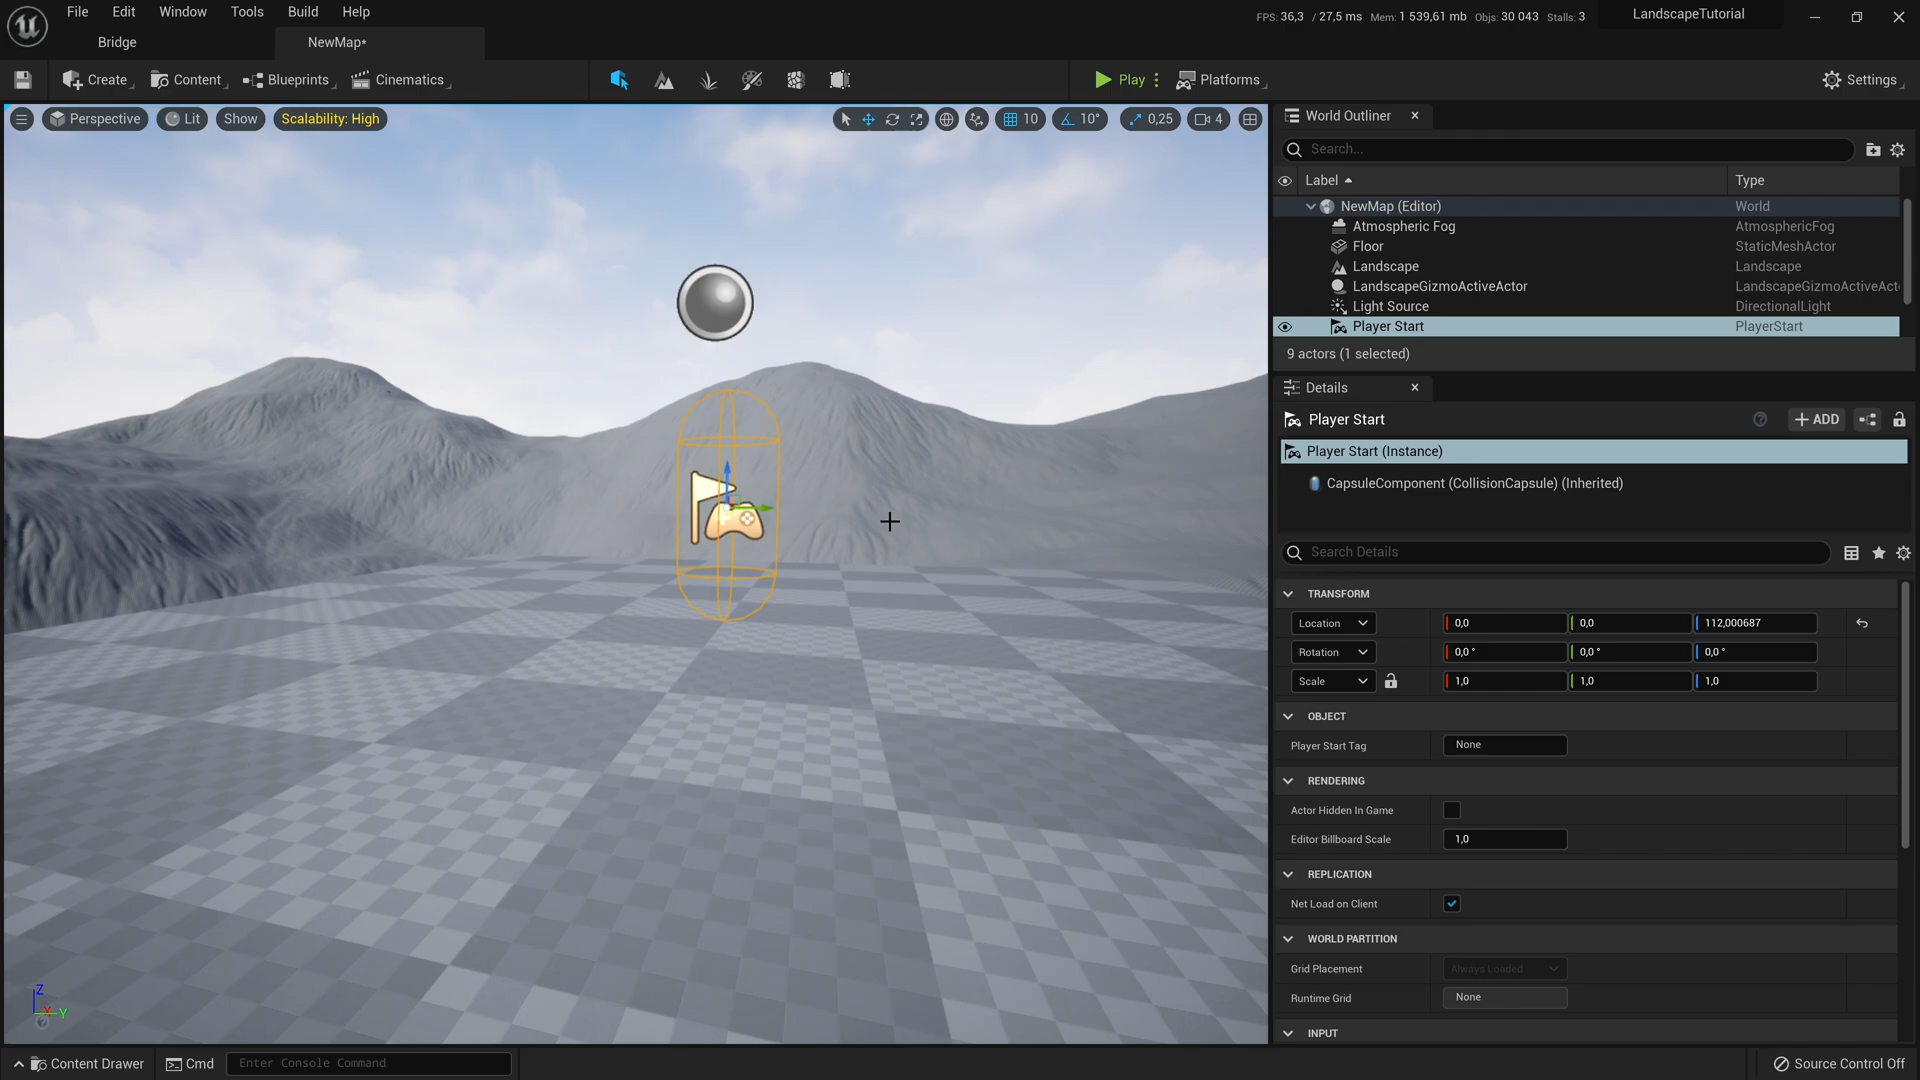 File Edit Window Tools Build Help
FPS: 36,3 / 27,5 ms Mem: 1 539,61 mb Objs: 30 043 Stalls: 3
LandscapeTutorial
Bridge
NewMap*
Create
Content
Blueprints
Cinematics
Play
Platforms
Settings
Perspective
Lit
Show
Scalability: High
10
10°
0,25
4
World Outliner
Search...
Label
Type
NewMap (Editor) World
Atmospheric Fog AtmosphericFog
Floor StaticMeshActor
Landscape Landscape
LandscapeGizmoActiveActor LandscapeGizmoActiveAct
Light Source DirectionalLight
Player Start PlayerStart
9 actors (1 selected)
Details
Player Start
ADD
Player Start (Instance)
CapsuleComponent (CollisionCapsule) (Inherited)
Search Details
TRANSFORM
Location 0,0 0,0 112,000687
Rotation 0,0 ° 0,0 ° 0,0 °
Scale 1,0 1,0 1,0
OBJECT
Player Start Tag None
RENDERING
Actor Hidden In Game
Editor Billboard Scale 1,0
REPLICATION
Net Load on Client
WORLD PARTITION
Grid Placement Always Loaded
Runtime Grid None
INPUT
Z
X
Y
Content Drawer
Cmd
Enter Console Command
Source Control Off